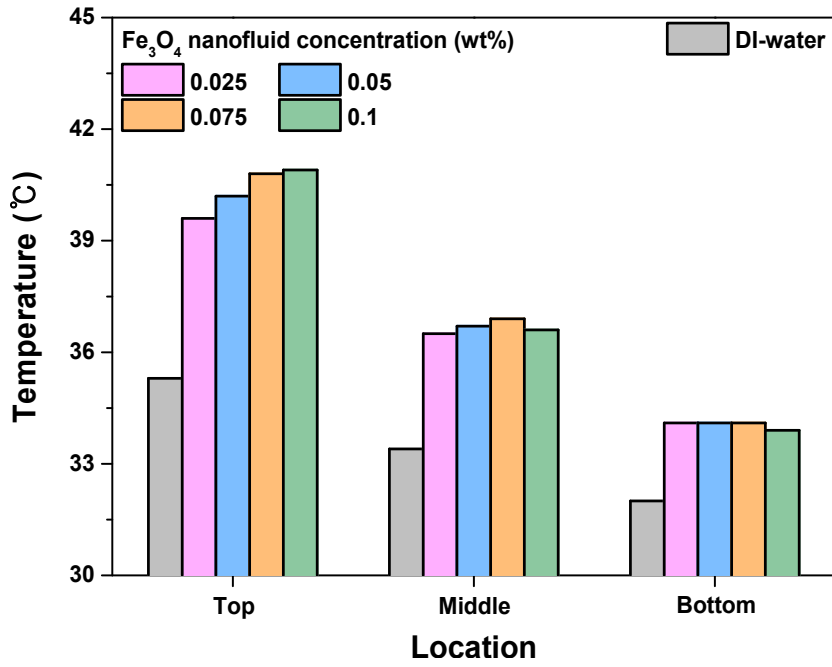 Fe₃O₄ nanofluid concentration (wt%)
0.025 0.05
0.075 0.1
DI-water
Temperature (℃)
45
42
39
36
33
30
Top Middle Bottom
Location